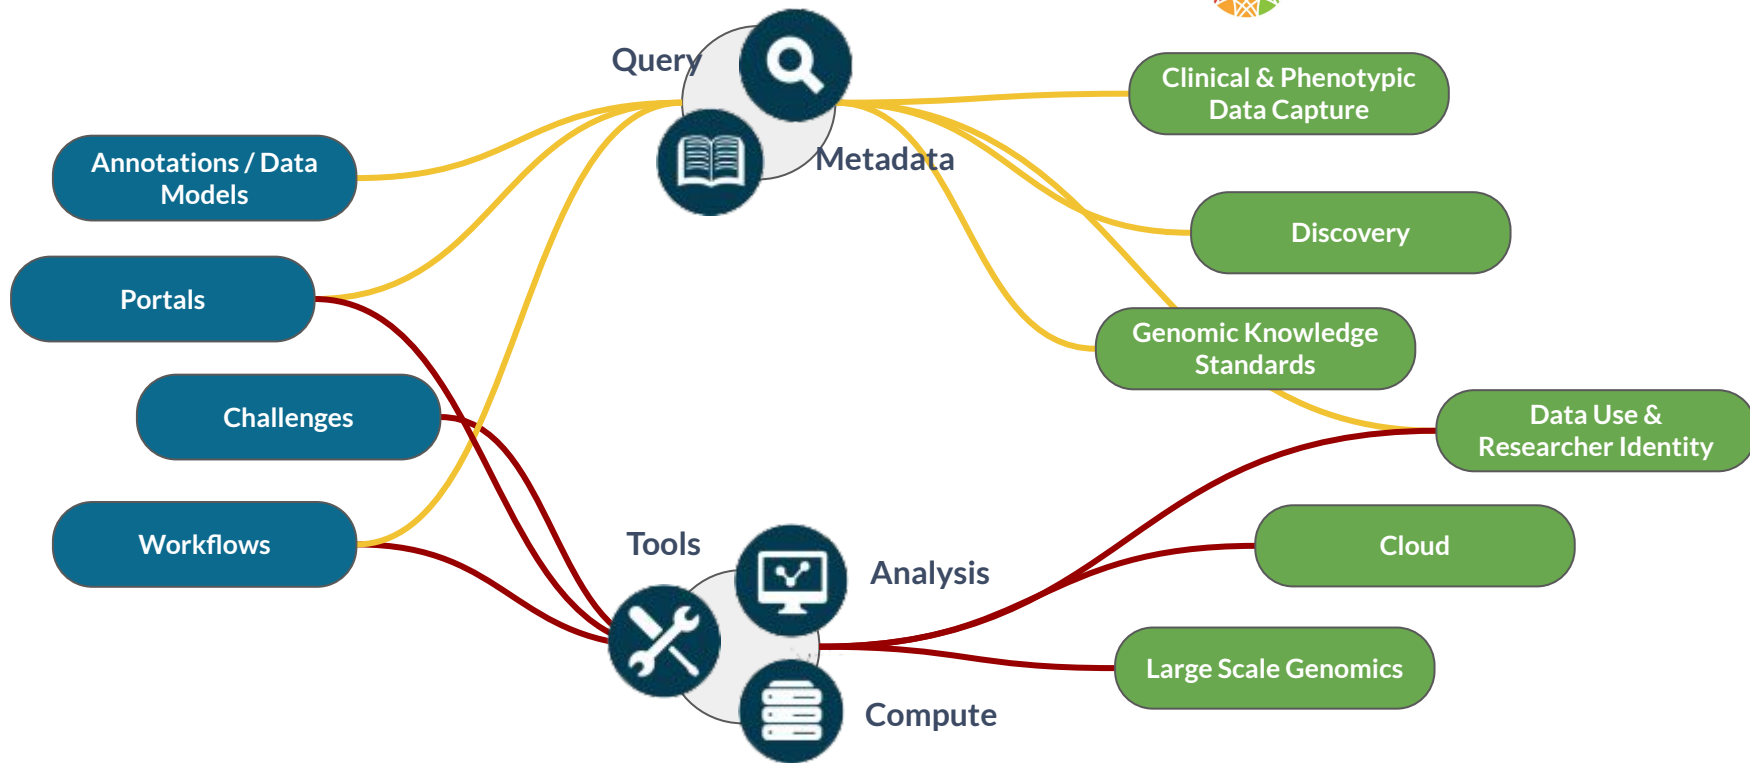 Query
Metadata
Annotations / Data
Models
Portals
Challenges
Workflows
Tools
Analysis
Compute
Clinical & Phenotypic
Data Capture
Discovery
Genomic Knowledge
Standards
Data Use &
Researcher Identity
Cloud
Large Scale Genomics